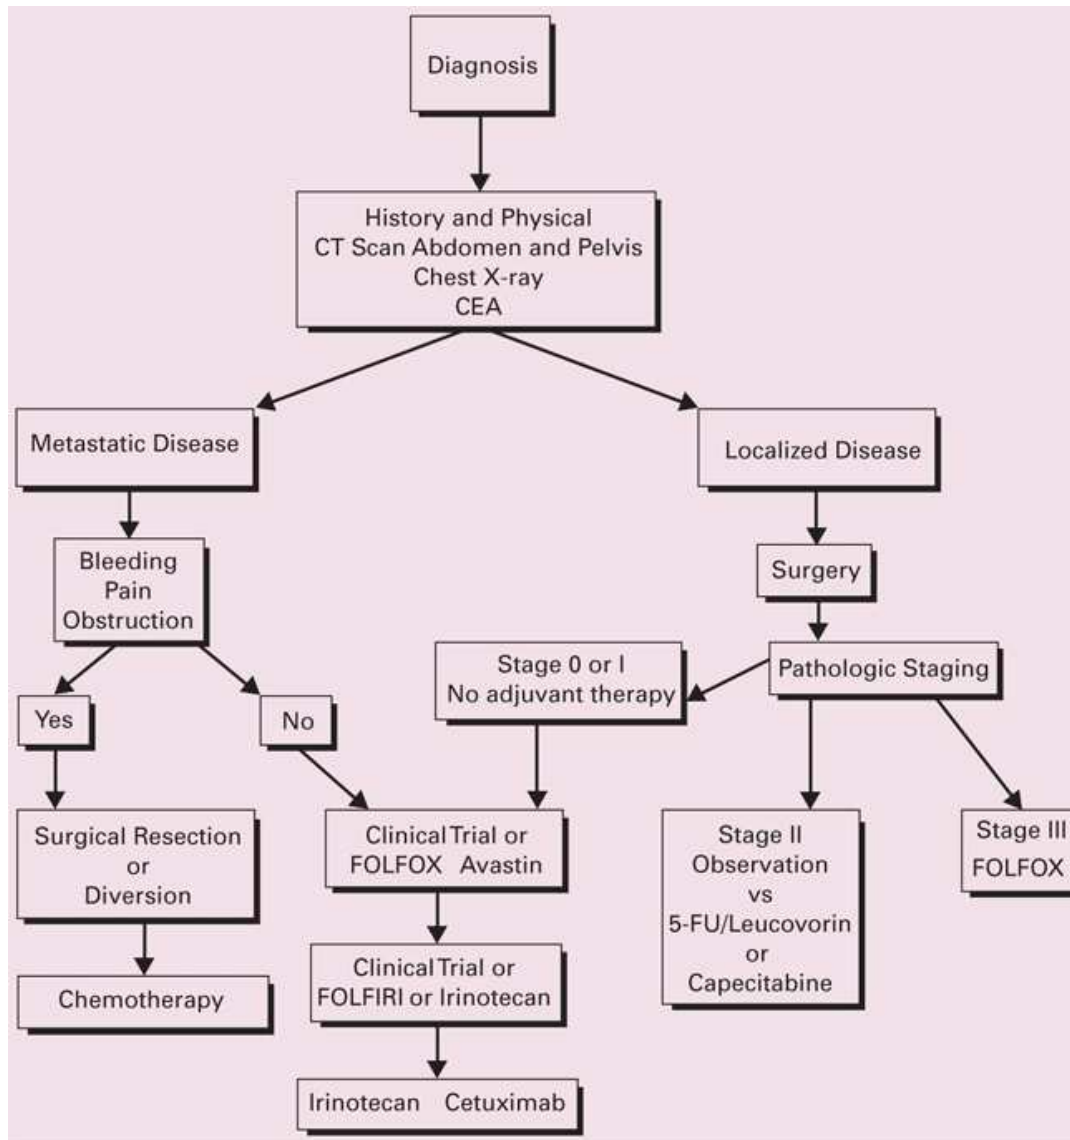 Diagnosis
History and Physical
CT Scan Abdomen and Pelvis
Chest X-ray
CEA
Metastatic Disease
Localized Disease
Bleeding
Pain
Obstruction
Surgery
Stage 0 or I
No adjuvant therapy
Pathologic Staging
Yes
No
Surgical Resection
or
Diversion
Clinical Trial or
FOLFOX Avastin
Stage II
Observation
vs
5-FU/Leucovorin
or
Capecitabine
Stage III
FOLFOX
Chemotherapy
Clinical Trial or
FOLFIRI or Irinotecan
Irinotecan Cetuximab